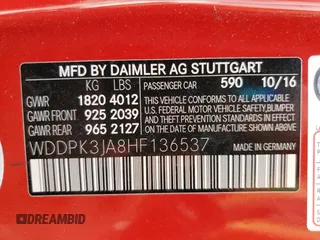 MFD BY DAIMLER AG STUTTGART
KG LBS PASSENGER CAR 590 10/16
GVWR 1820 4012
GAWR FRONT 925 2039
GAWR REAR 965 2127
THIS VEHICLE CONFORMS TO ALL APPLICABLE
U.S. FEDERAL MOTOR VEHICLE SAFETY, BUMPER,
AND THEFT PREVENTION STANDARDS IN EFFECT
ON THE DATE OF MANUFACTURE SHOWN ABOVE.
WDDPK3JA8HF136537
MADE IN GERMANY
DREAMBID